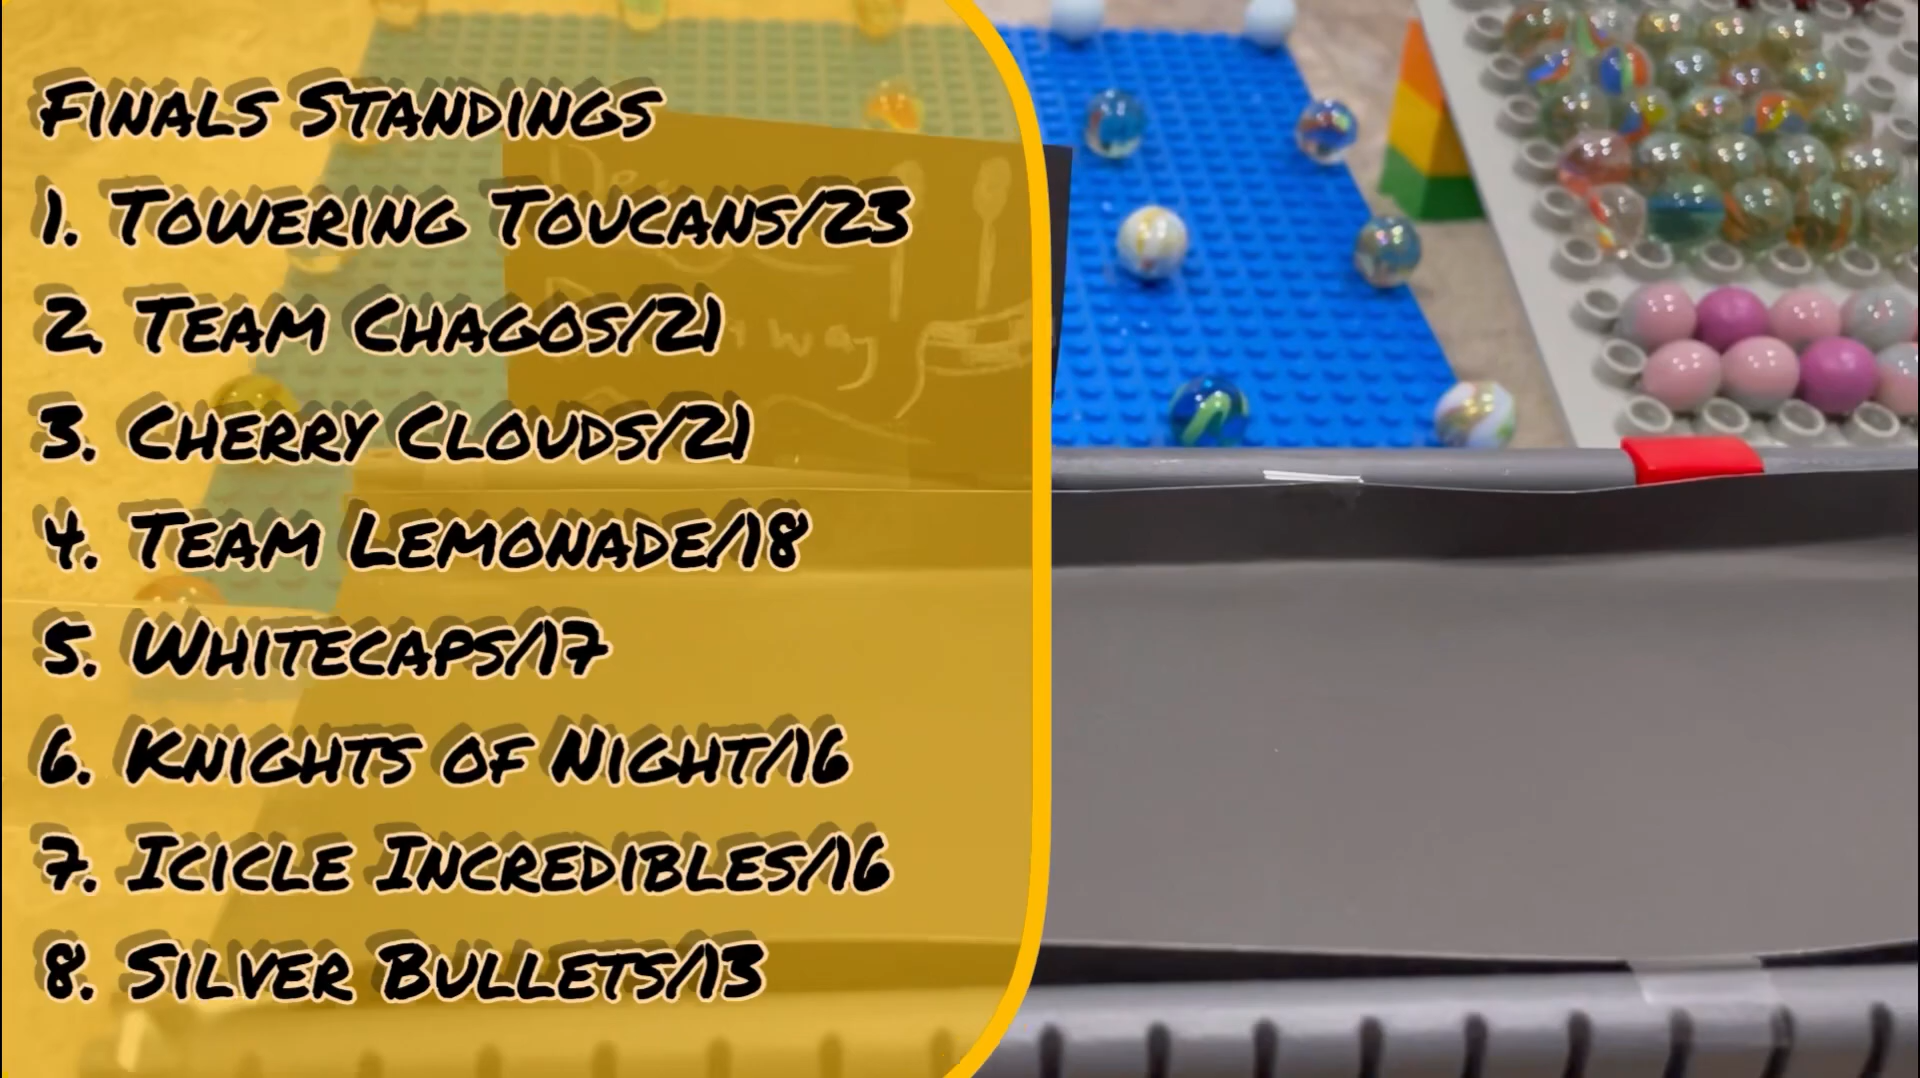 Finals Standings
1. Towering Toucans/23
2. Team Chagos/21
3. Cherry Clouds/21
4. Team Lemonade/18
5. Whitecaps/17
6. Knights of Night/16
7. Icicle Incredibles/16
8. Silver Bullets/13